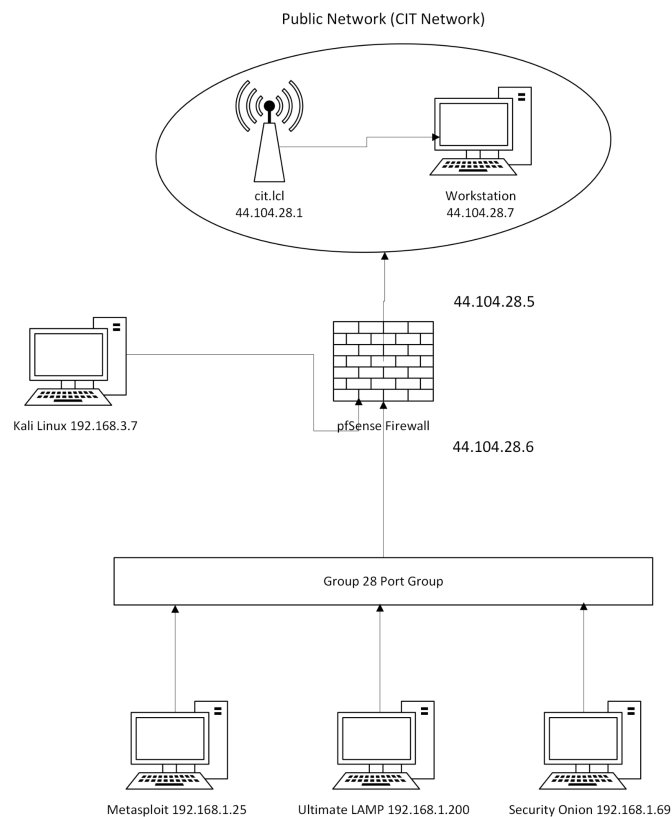 Public Network (CIT Network)
cit.lcl
44.104.28.1
Workstation
44.104.28.7
44.104.28.5
Kali Linux 192.168.3.7
pfSense Firewall
44.104.28.6
Group 28 Port Group
Metasploit 192.168.1.25
Ultimate LAMP 192.168.1.200
Security Onion 192.168.1.69